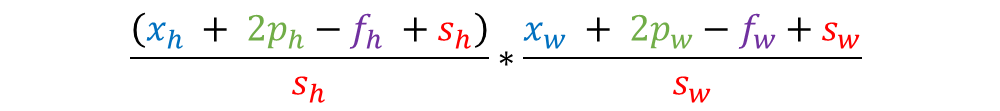 (x_h + 2p_h − f_h + s_h) / s_h * x_w + 2p_w − f_w + s_w / s_w